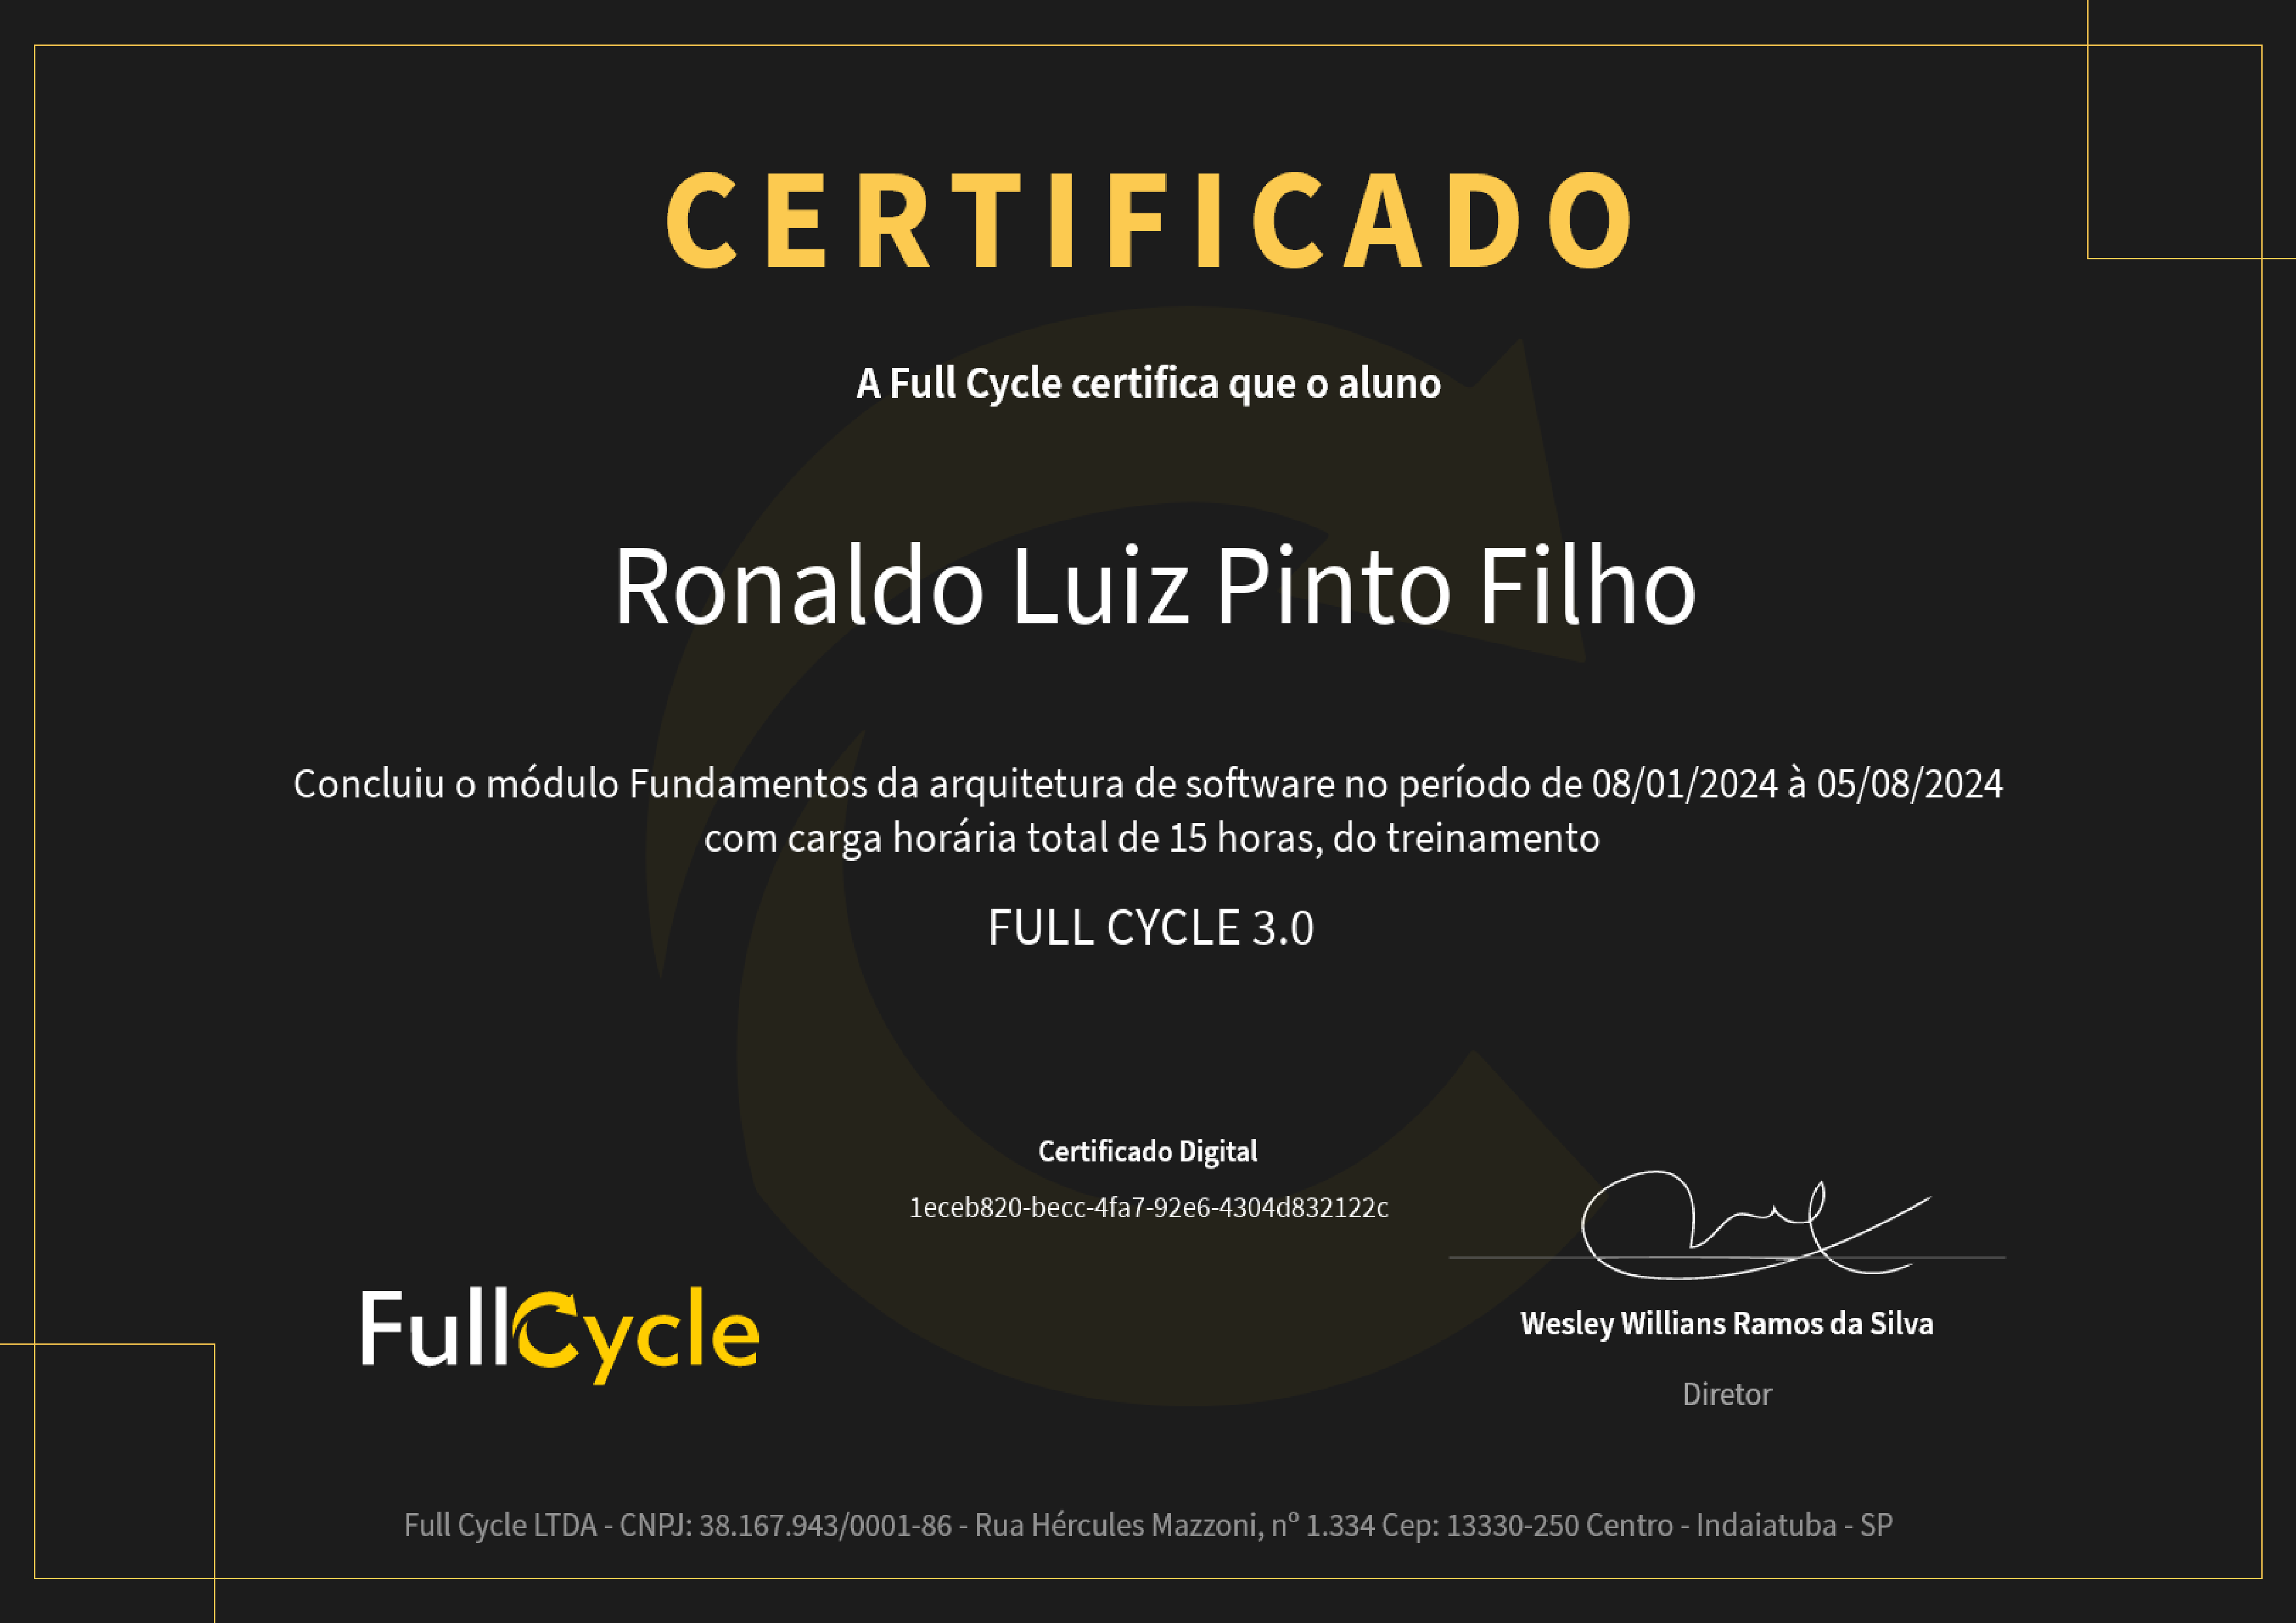 CERTIFICADO
A Full Cycle certifica que o aluno
Ronaldo Luiz Pinto Filho
Concluiu o módulo Fundamentos da arquitetura de software no período de 08/01/2024 à 05/08/2024
com carga horária total de 15 horas, do treinamento
FULL CYCLE 3.0
Certificado Digital
1eceb820-becc-4fa7-92e6-4304d832122c
FullCycle
Wesley Willians Ramos da Silva
Diretor
Full Cycle LTDA - CNPJ: 38.167.943/0001-86 - Rua Hércules Mazzoni, nº 1.334 Cep: 13330-250 Centro - Indaiatuba - SP